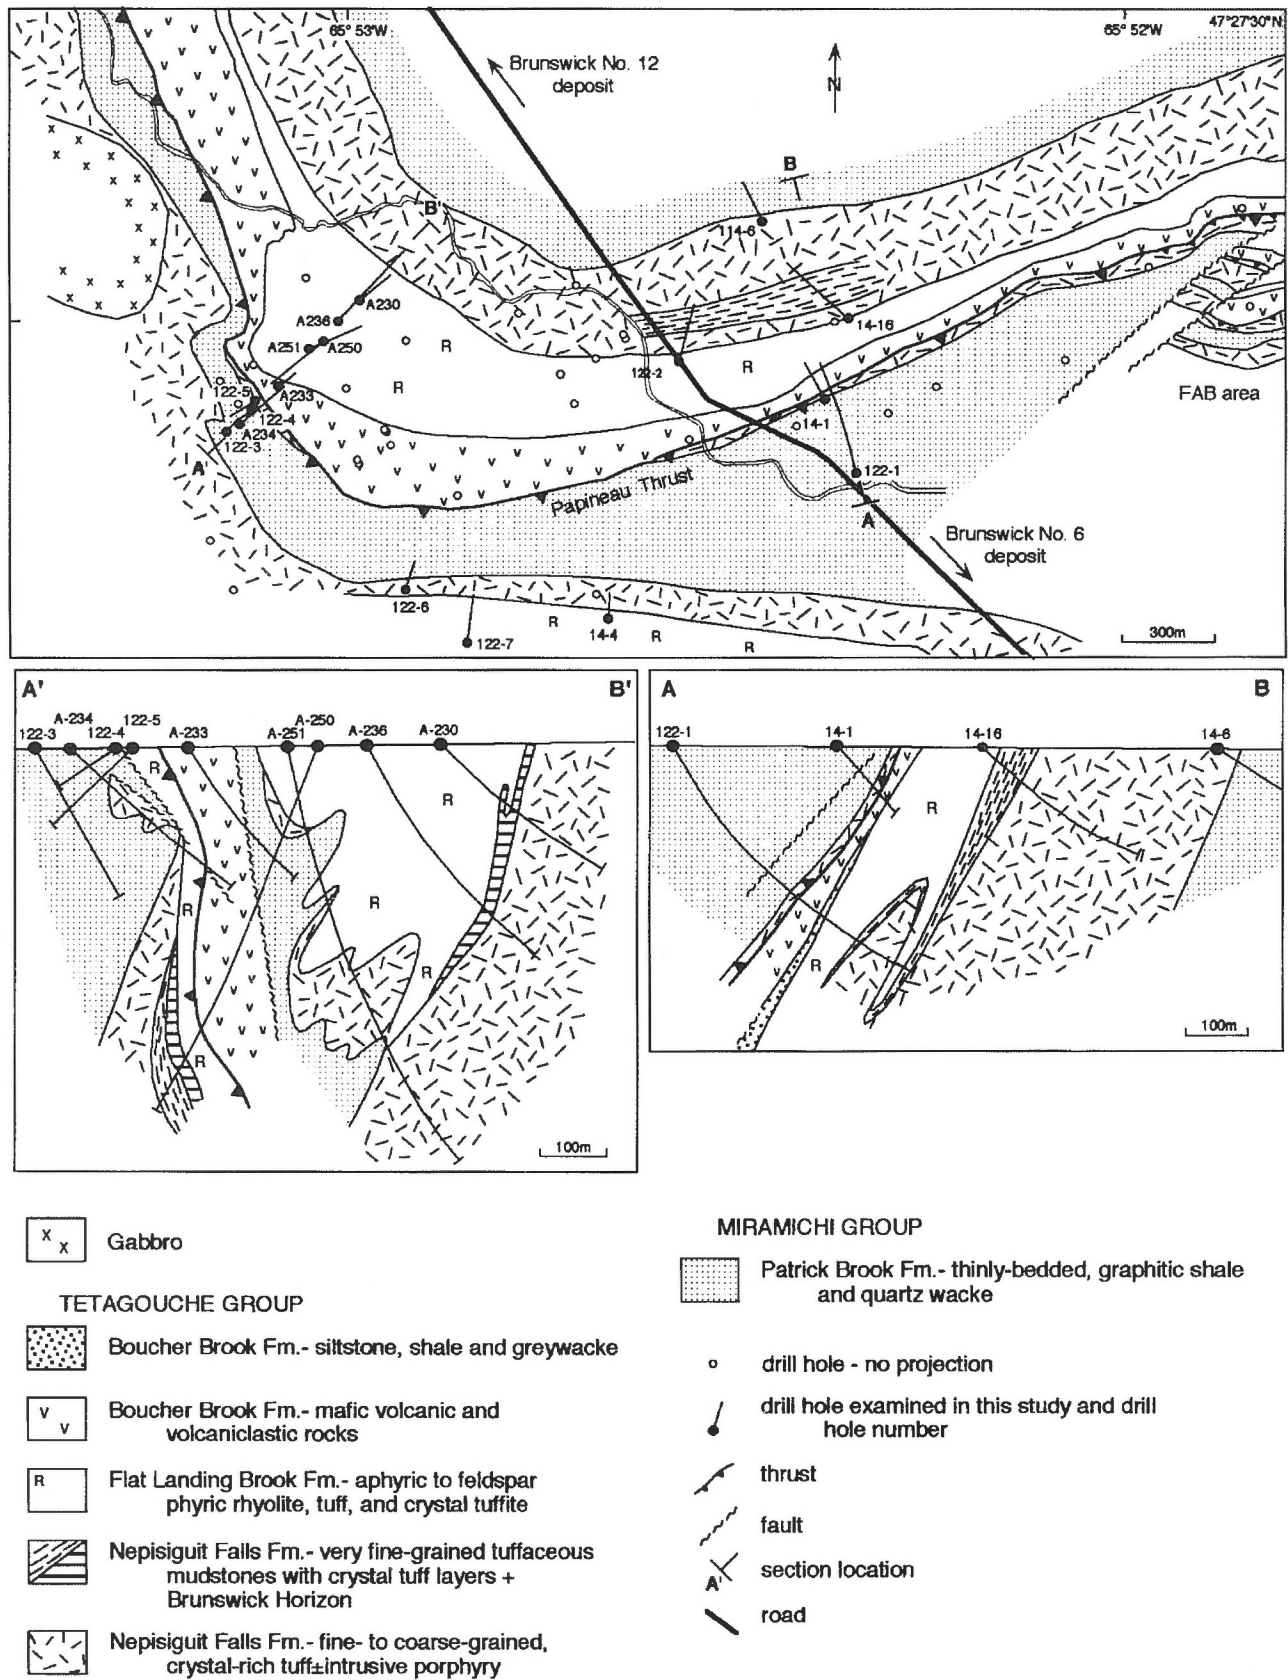 65° 53'W
65° 52'W
47°27'30"N
Brunswick No. 12
deposit
N
B
B'
114-6
A230
A236
14-16
A251
A250
R
R
R
122-2
122-5
A233
122-4
A234
122-3
A'
FAB area
14-1
122-1
Papineau Thrust
A
Brunswick No. 6
deposit
122-6
14-4
122-7
R
R
R
300m
A'
B'
A-234
122-5
A-250
122-3
122-4
A-233
A-251
A-236
A-230
R
R
R
R
R
R
100m
A
B
122-1
14-1
14-16
14-6
R
R
100m
x x
Gabbro
TETAGOUCHE GROUP
Boucher Brook Fm.- siltstone, shale and greywacke
v v
Boucher Brook Fm.- mafic volcanic and
volcaniclastic rocks
R
Flat Landing Brook Fm.- aphyric to feldspar
phyric rhyolite, tuff, and crystal tuffite
Nepisiguit Falls Fm.- very fine-grained tuffaceous
mudstones with crystal tuff layers +
Brunswick Horizon
Nepisiguit Falls Fm.- fine- to coarse-grained,
crystal-rich tuff±intrusive porphyry
MIRAMICHI GROUP
Patrick Brook Fm.- thinly-bedded, graphitic shale
and quartz wacke
drill hole - no projection
drill hole examined in this study and drill
hole number
thrust
fault
A'
section location
road